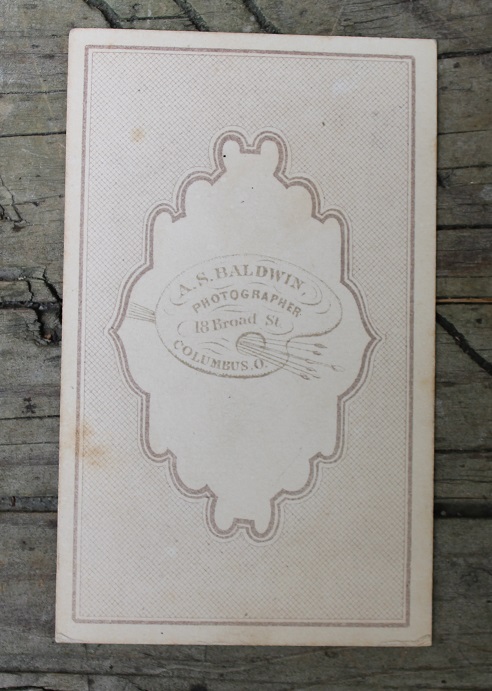 A. S. BALDWIN,
PHOTOGRAPHER
18 Broad St.
COLUMBUS. O.